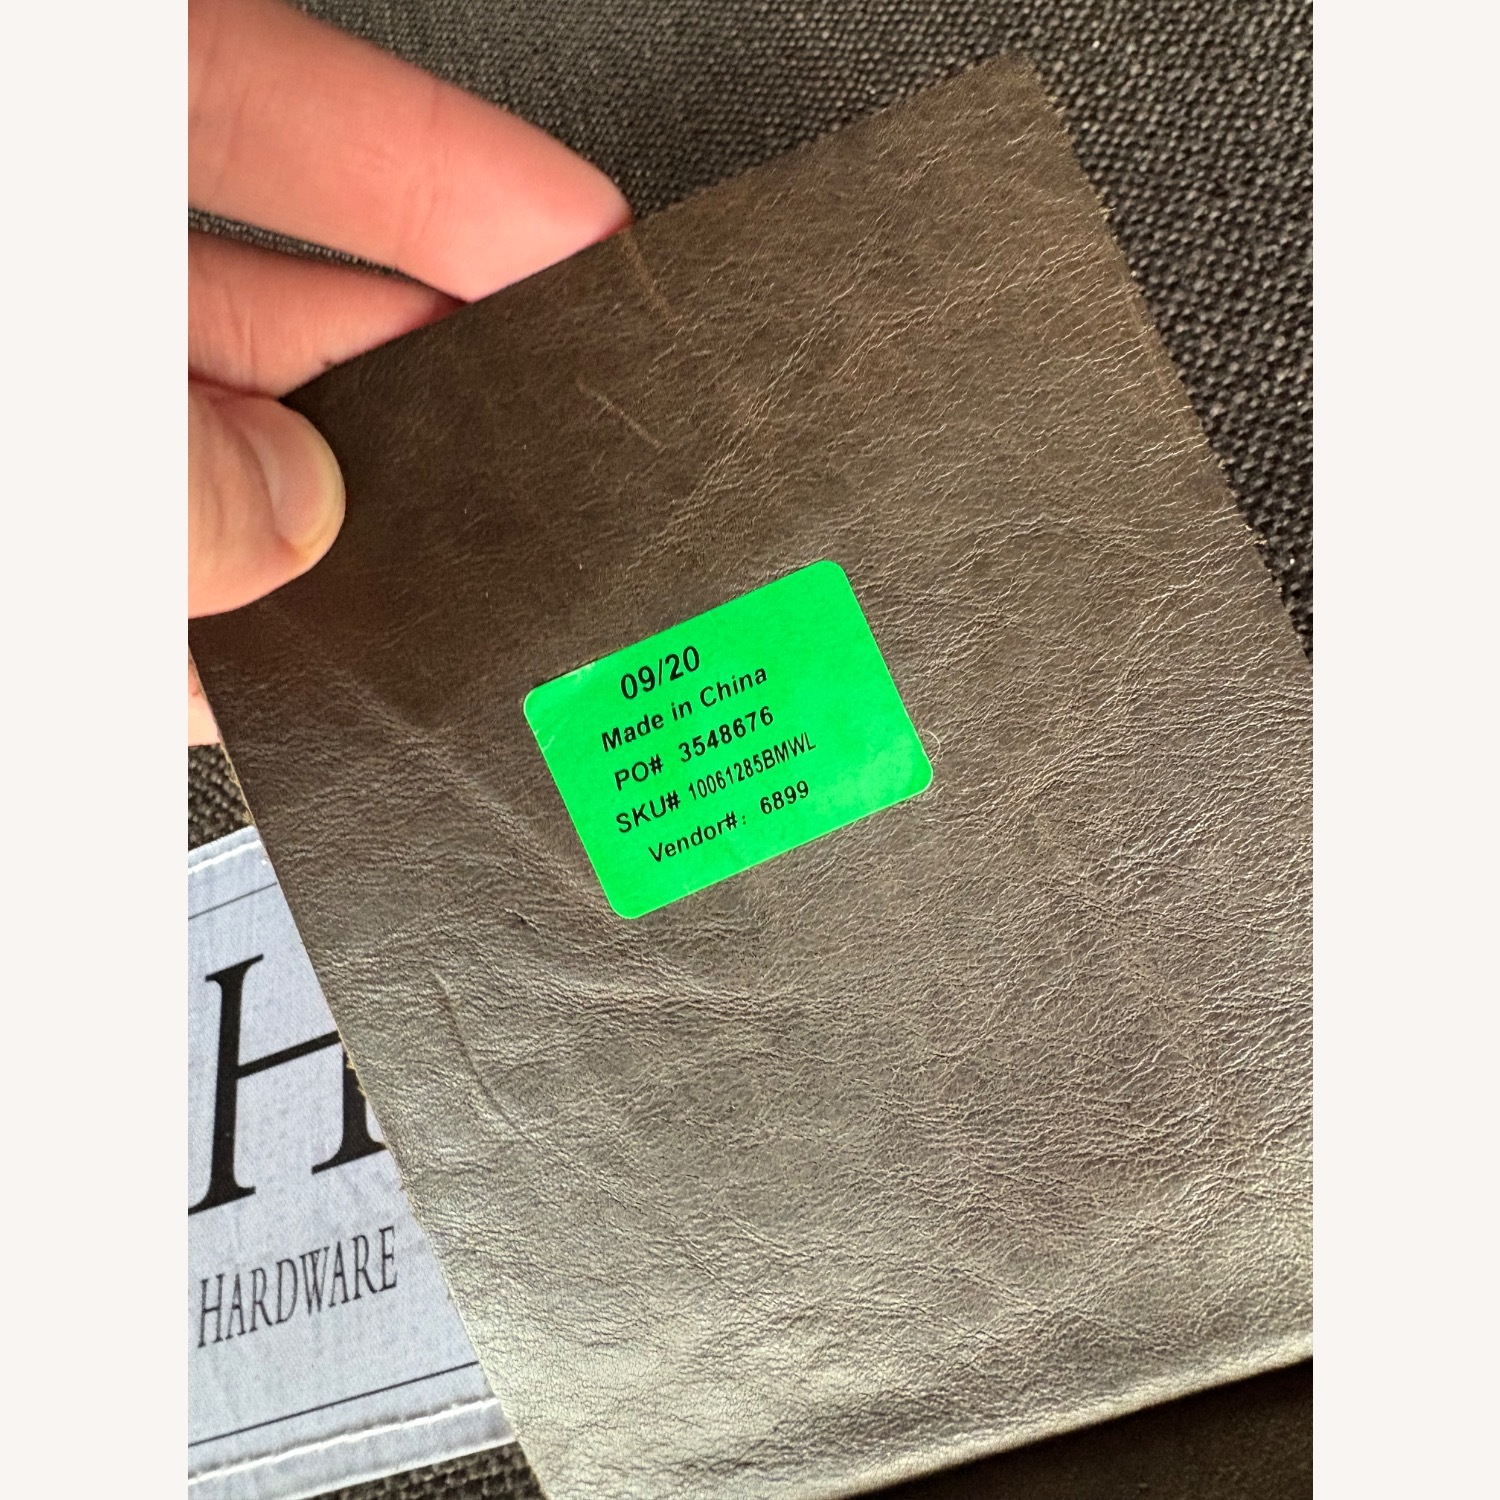 09/20
Made in China
PO# 3548676
SKU# 10061285BMWL
Vendor#: 6899
H
HARDWARE